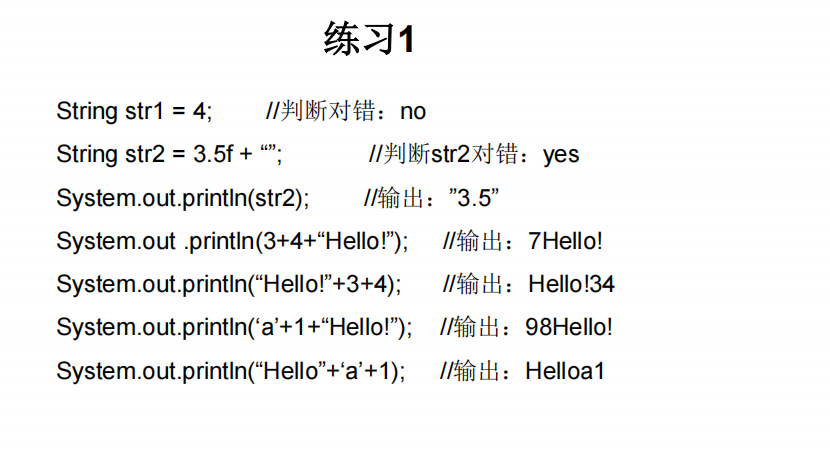 练习1
String str1 = 4; //判断对错：no
String str2 = 3.5f + “”; //判断str2对错：yes
System.out.println(str2); //输出：”3.5”
System.out .println(3+4+“Hello!”); //输出：7Hello!
System.out.println(“Hello!”+3+4); //输出：Hello!34
System.out.println(‘a’+1+“Hello!”); //输出：98Hello!
System.out.println(“Hello”+‘a’+1); //输出：Helloa1